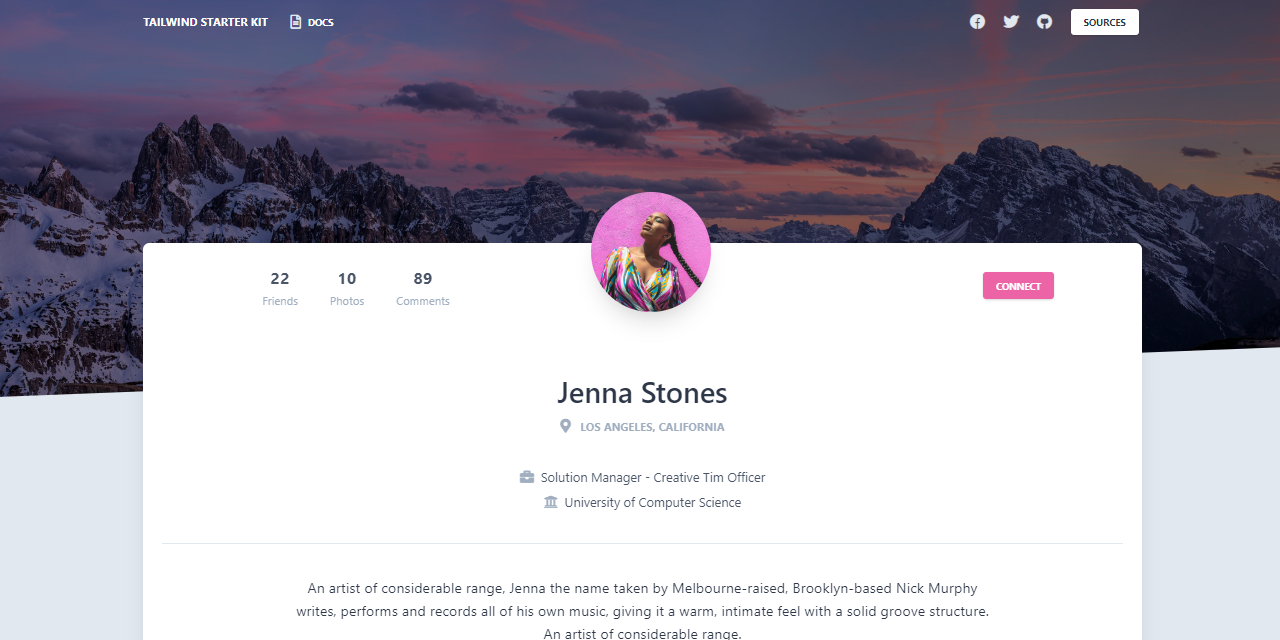 TAILWIND STARTER KIT DOCS SOURCES
22 10 89
Friends Photos Comments
CONNECT
Jenna Stones
LOS ANGELES, CALIFORNIA
Solution Manager - Creative Tim Officer
University of Computer Science
An artist of considerable range, Jenna the name taken by Melbourne-raised, Brooklyn-based Nick Murphy
writes, performs and records all of his own music, giving it a warm, intimate feel with a solid groove structure.
An artist of considerable range.